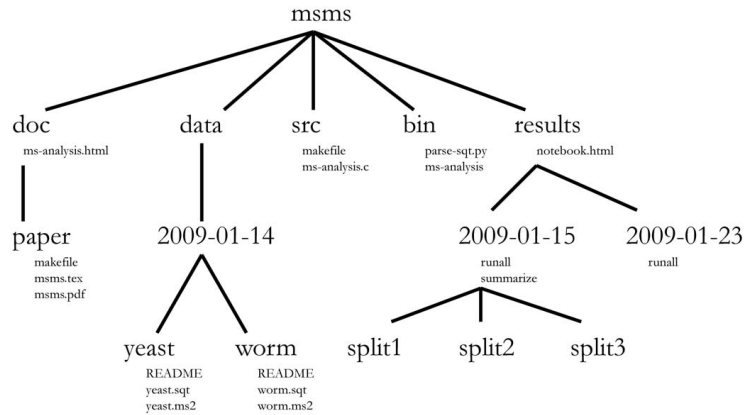 msms
doc
ms-analysis.html
data
src
makefile
ms-analysis.c
bin
parse-sqt.py
ms-analysis
results
notebook.html
paper
makefile
msms.tex
msms.pdf
2009-01-14
2009-01-15
runall
summarize
2009-01-23
runall
yeast
README
yeast.sqt
yeast.ms2
worm
README
worm.sqt
worm.ms2
split1
split2
split3